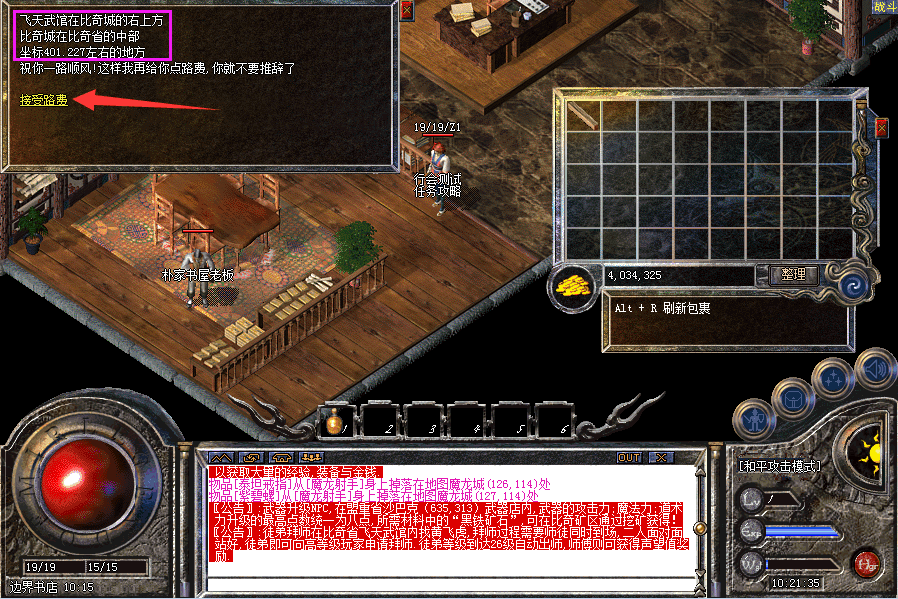 飞天武馆在比奇城的右上方
比奇城在比奇省的中部
坐标401.227左右的地方
祝你一路顺风!这样我再给你点路费,你就不要推辞了
接受路费
战斗
19/19/Z1
行会测试
任务攻略
朴家书屋老板
4,034,325
整理
Alt + R 刷新包裹
1
2
3
4
5
6
OUT
以获取大量的经验,装备与金钱.
物品[泰坦戒指]从[魔龙射手]身上掉落在地图魔龙城(126,114)处
物品[紫碧螺]从[魔龙射手]身上掉落在地图魔龙城(127,114)处
〖公告〗:武器升级NPC,在盟重省沙巴克（635,313）武器店内,武器的攻击力.魔法力.道术
力升级的最高点数统一为八点,所需材料中的“黑铁矿石”,可在比奇矿区通过挖矿获得!
〖公告〗:徒弟拜师在比奇省飞天武馆内找黄飞虎,拜师过程需要师徒同时到场,二人面对面
站好,徒弟即可向高等级玩家申请拜师.徒弟等级到达26级自动出师,师傅则可获得声望值奖
励.
19/19
15/15
边界书店 10:15
[和平攻击模式]
Lv
1
Exp
Wgt
Hgr
10:21:35